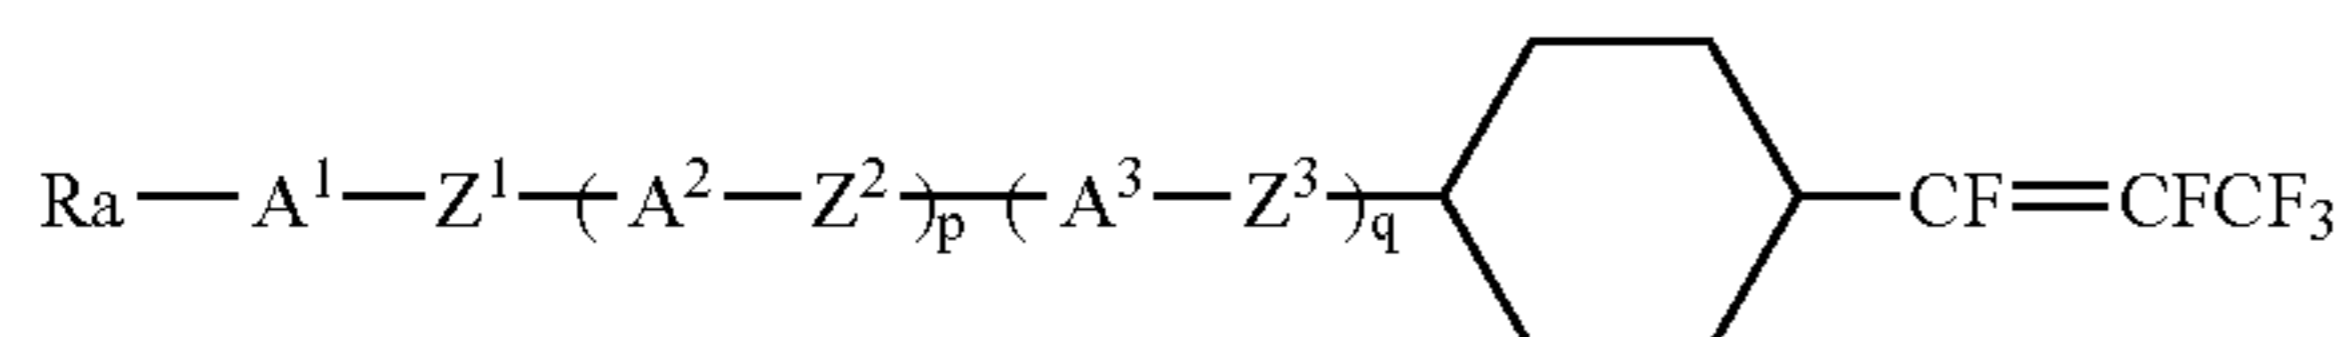 Ra—A¹—Z¹—(A²—Z²)p—(A³—Z³)q—CF=CFCF₃